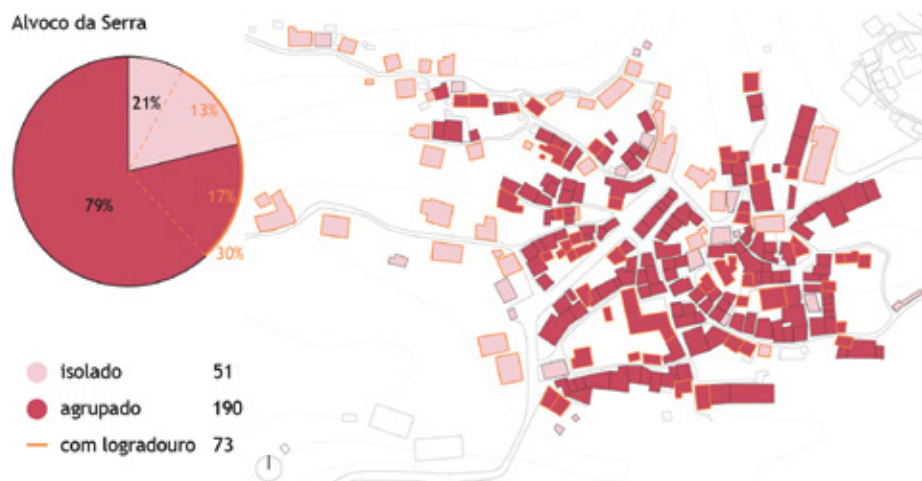 Alvoco da Serra
21%
13%
79%
17%
30%
isolado 51
agrupado 190
com logradouro 73